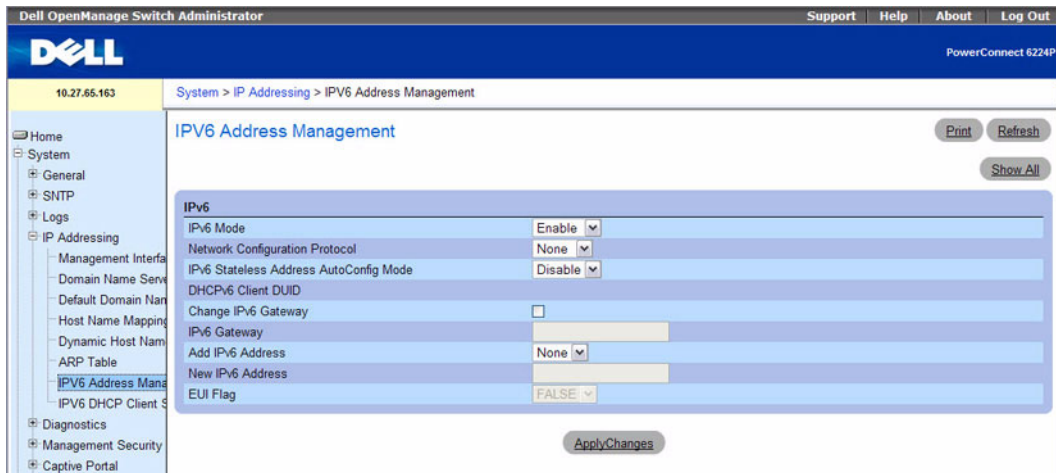 Dell OpenManage Switch Administrator
Support Help About Log Out
DELL
PowerConnect 6224P
10.27.65.163
System > IP Addressing > IPV6 Address Management
Home
System
General
SNTP
Logs
IP Addressing
Management Interfa
Domain Name Serve
Default Domain Nan
Host Name Mapping
Dynamic Host Nam
ARP Table
IPV6 Address Mana
IPV6 DHCP Client S
Diagnostics
Management Security
Captive Portal
IPV6 Address Management
Print Refresh
Show All
IPv6
IPv6 Mode Enable
Network Configuration Protocol None
IPv6 Stateless Address AutoConfig Mode Disable
DHCPv6 Client DUID
Change IPv6 Gateway
IPv6 Gateway
Add IPv6 Address None
New IPv6 Address
EUI Flag FALSE
ApplyChanges